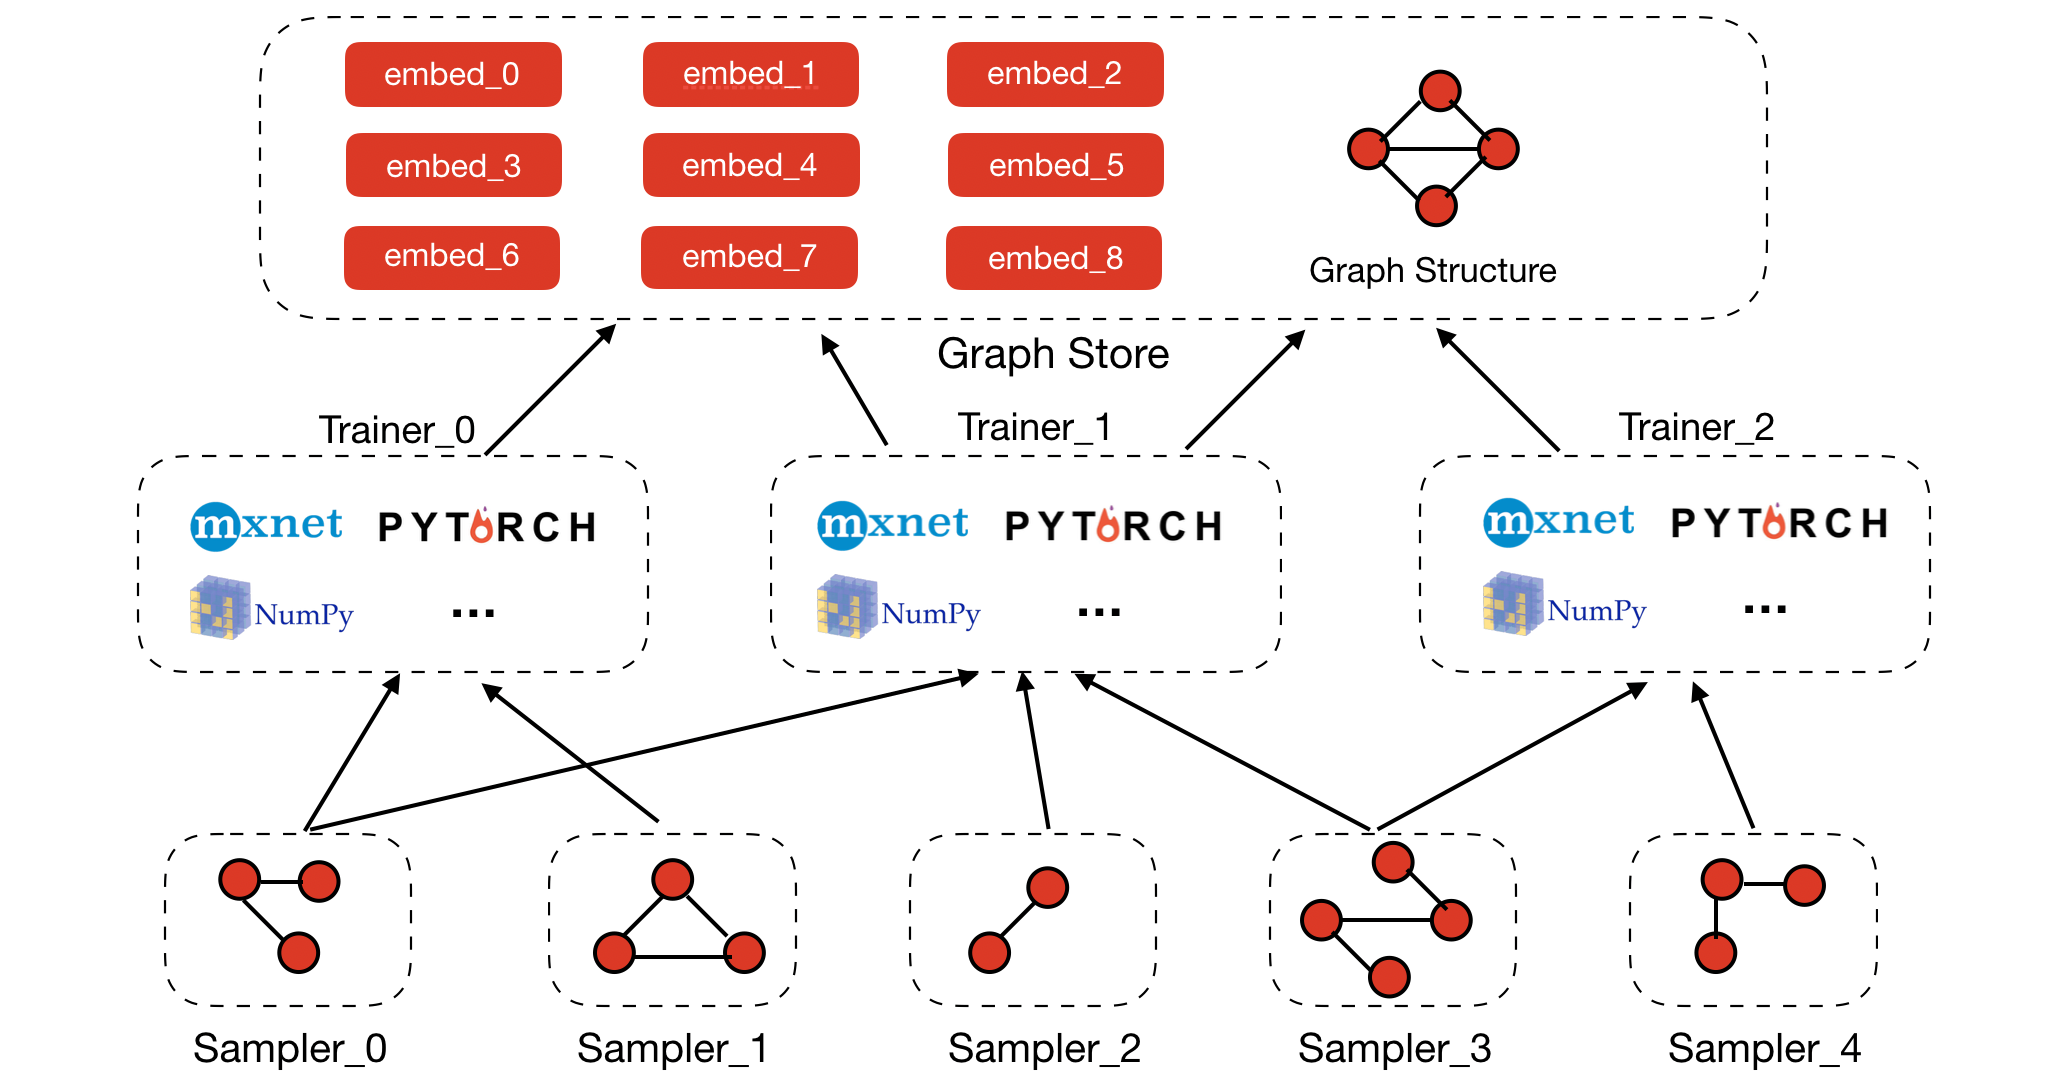 embed_0 embed_1 embed_2
embed_3 embed_4 embed_5
embed_6 embed_7 embed_8
Graph Structure
Graph Store
Trainer_0 Trainer_1 Trainer_2
mxnet PYTORCH mxnet PYTORCH mxnet PYTORCH
NumPy ... NumPy ... NumPy ...
Sampler_0 Sampler_1 Sampler_2 Sampler_3 Sampler_4